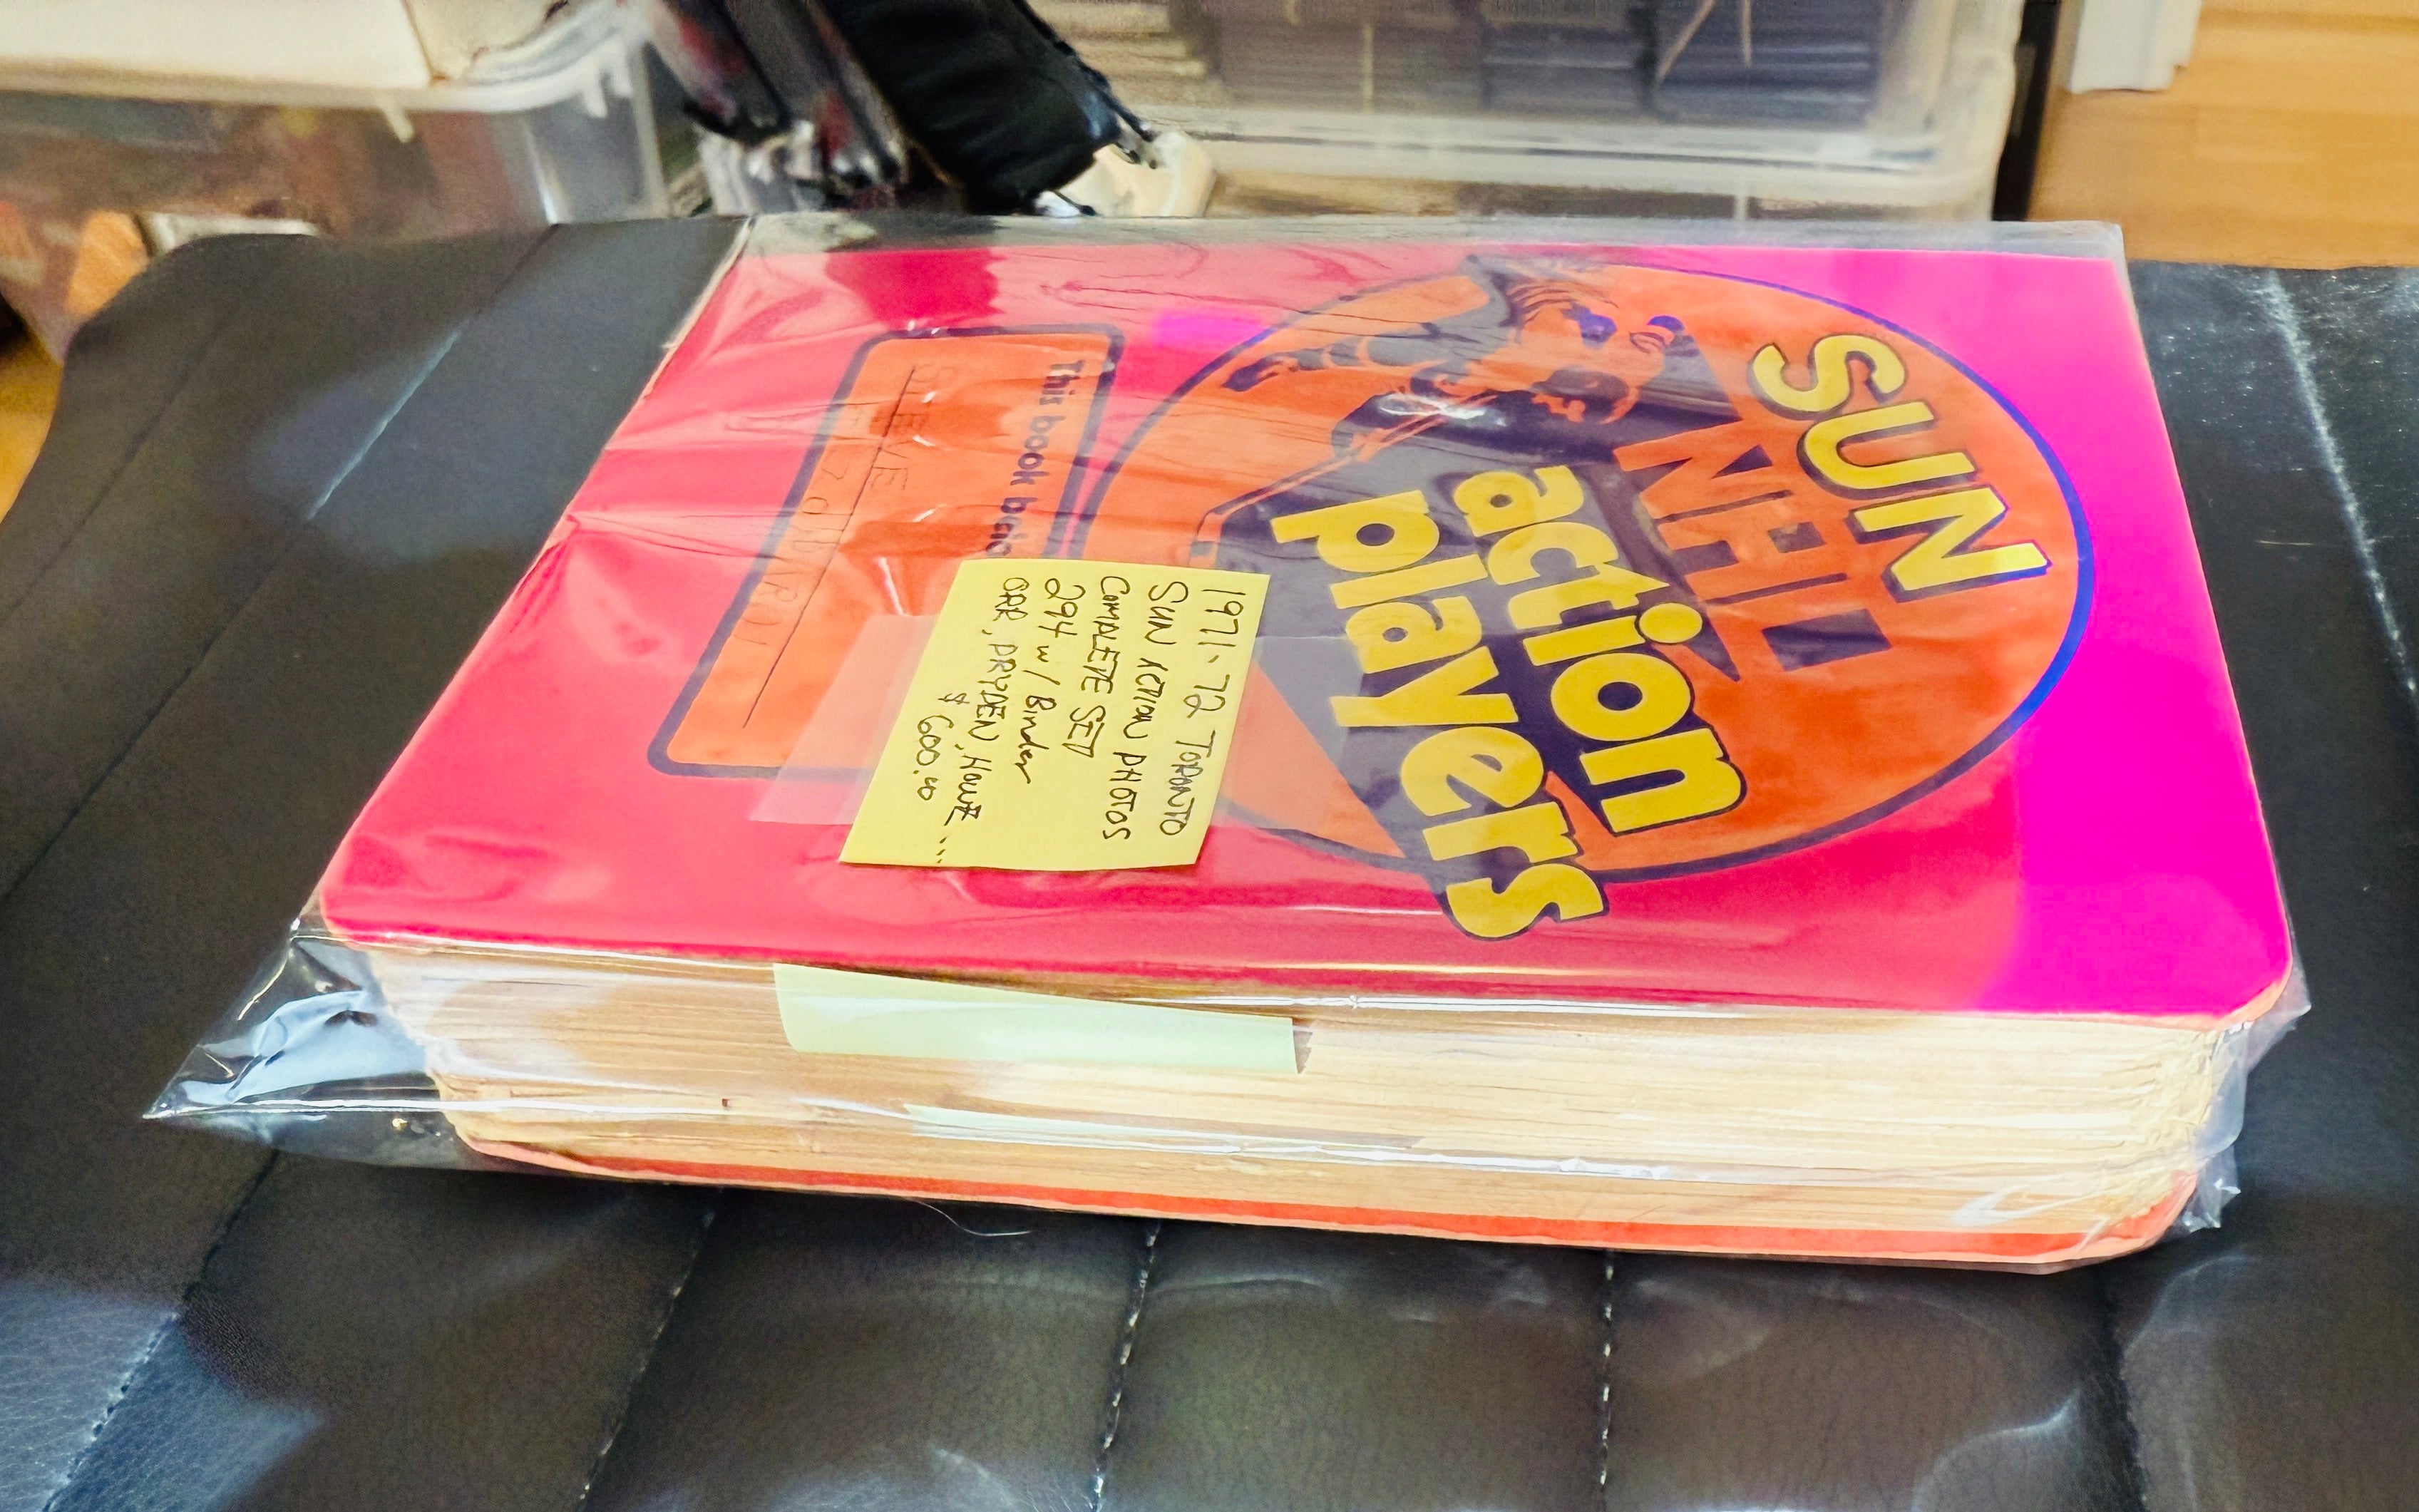 SUN
NHL
action
players
This book belo
STEVE
1971-72 TORONTO
SUN ACTION PHOTOS
COMPLETE SET
294 w/ Binder
ORR, DRYDEN, HOWE...
$600.00